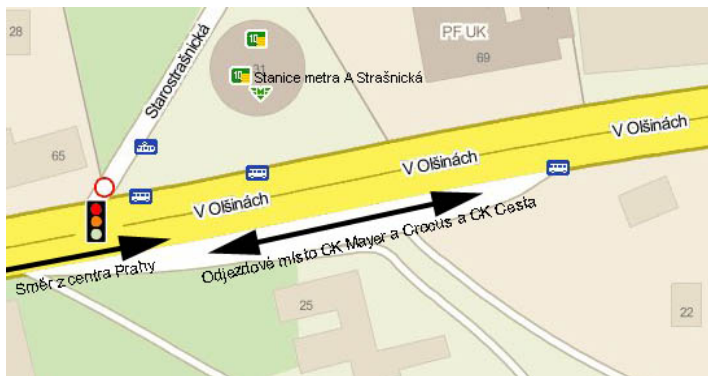 28
10
31
10
Stanice metra A Strašnická
PF UK
69
Starostrašnická
65
V Olšinách
V Olšinách
V Olšinách
Odjezdové místo CK Mayer a Crocus a CK Cesta
Směr z centra Prahy
25
22